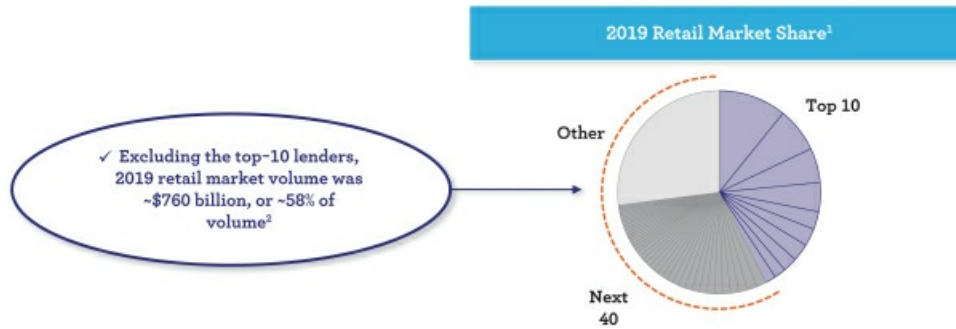 2019 Retail Market Share¹
Top 10
Other
✓ Excluding the top-10 lenders,
2019 retail market volume was
~$760 billion, or ~58% of
volume²
Next
40